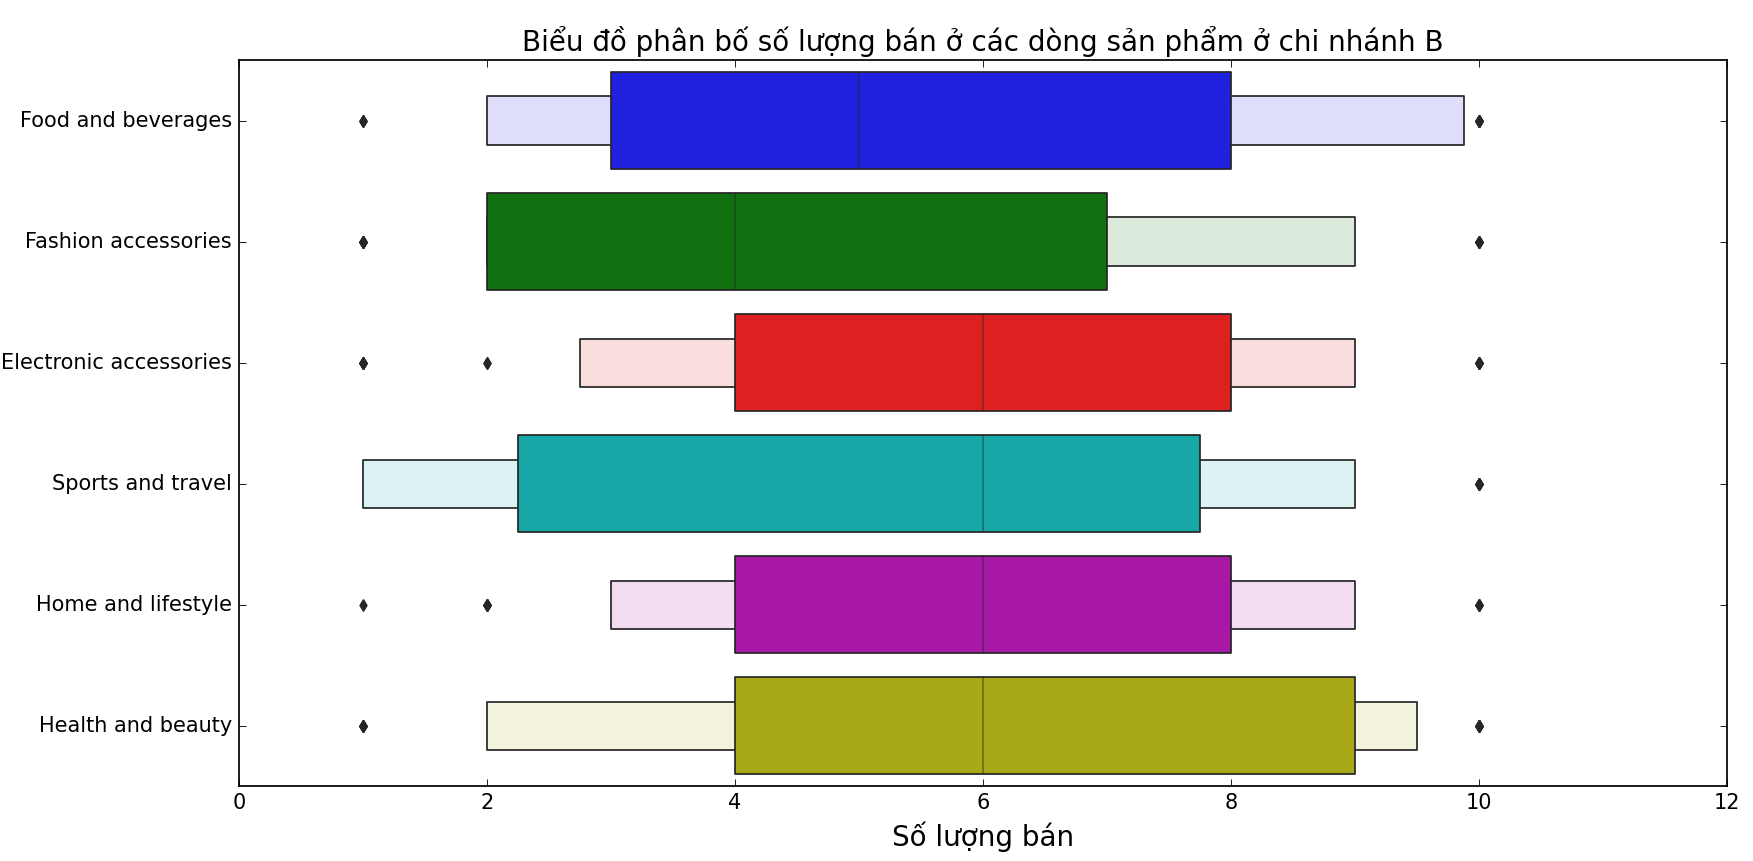 Biểu đồ phân bố số lượng bán ở các dòng sản phẩm ở chi nhánh B
Food and beverages
Fashion accessories
Electronic accessories
Sports and travel
Home and lifestyle
Health and beauty
0 2 4 6 8 10 12
Số lượng bán